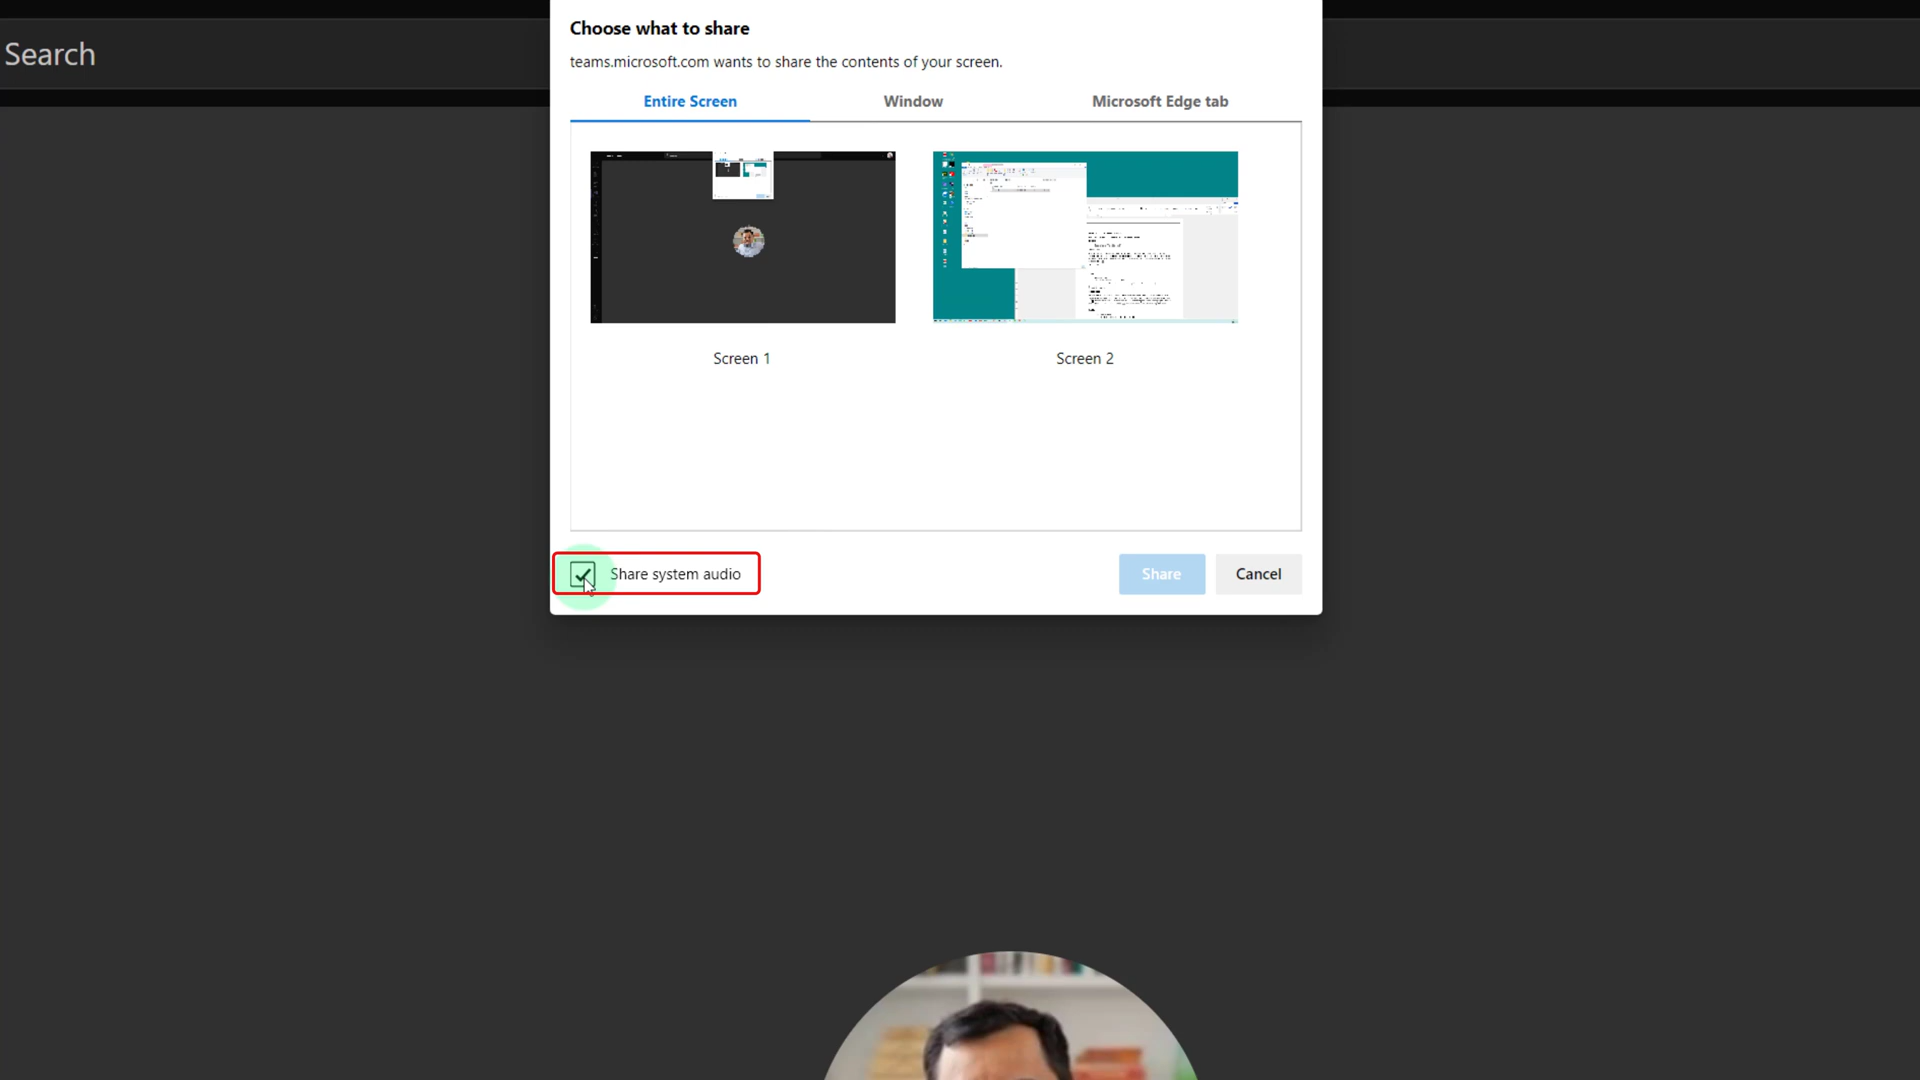 Search
Choose what to share
teams.microsoft.com wants to share the contents of your screen.
Entire Screen
Window
Microsoft Edge tab
Screen 1
Screen 2
Share system audio
Share
Cancel